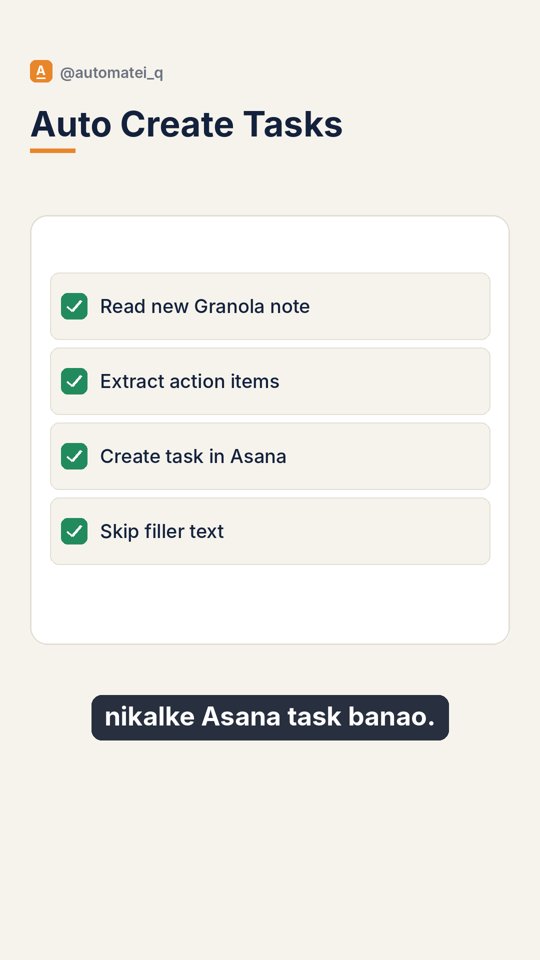 A @automatei_q
Auto Create Tasks
Read new Granola note
Extract action items
Create task in Asana
Skip filler text
nikalke Asana task banao.